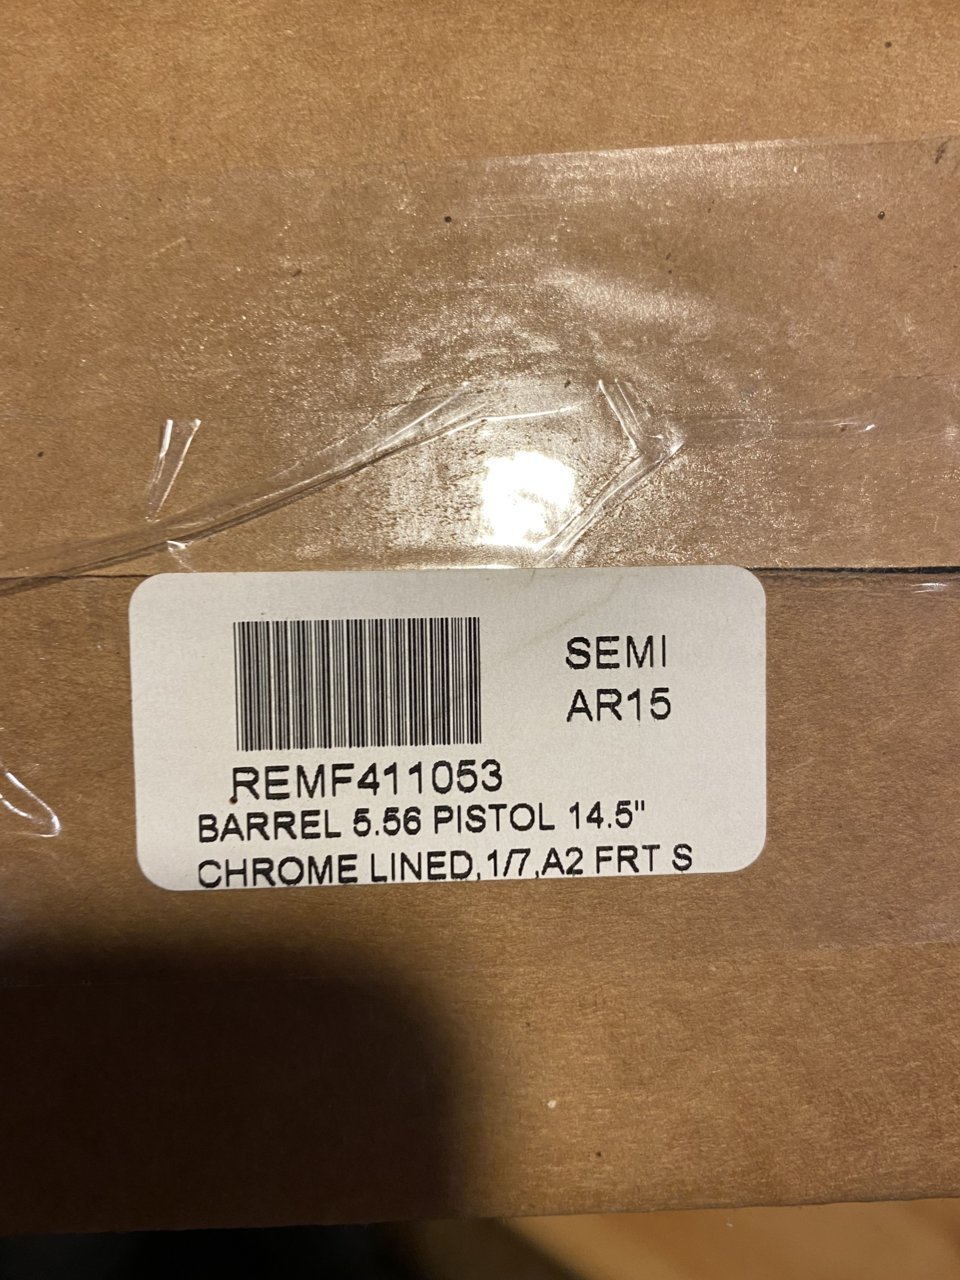 SEMI
AR15
REMF411053
BARREL 5.56 PISTOL 14.5"
CHROME LINED,1/7,A2 FRT S